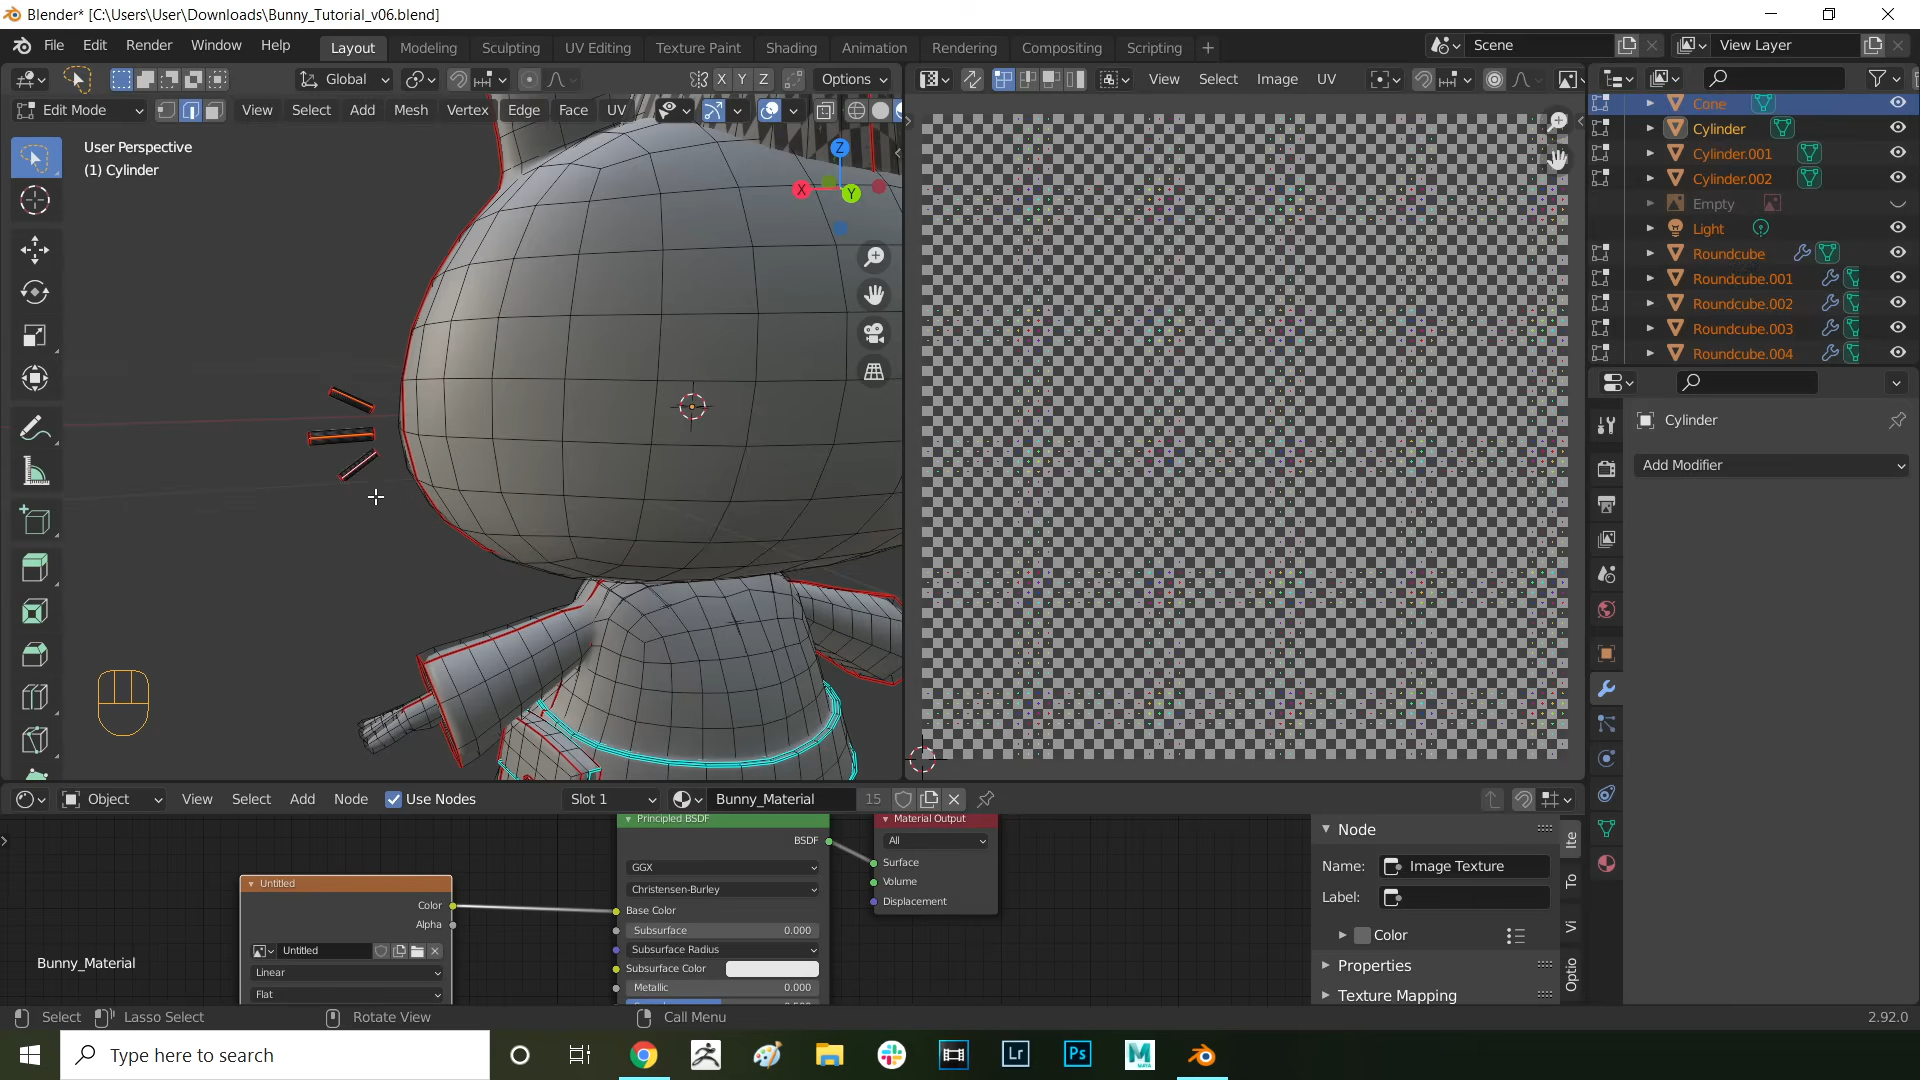 Blender* [C:\Users\User\Downloads\Bunny_Tutorial_v06.blend]
File Edit Render Window Help
Layout Modeling Sculpting UV Editing Texture Paint Shading Animation Rendering Compositing Scripting +
Scene
View Layer
Global
X Y Z
Options
View Select Image UV
Edit Mode
View Select Add Mesh Vertex Edge Face UV
User Perspective
(1) Cylinder
Z
X
Y
Cone
Cylinder
Cylinder.001
Cylinder.002
Empty
Light
Roundcube
Roundcube.001
Roundcube.002
Roundcube.003
Roundcube.004
Cylinder
Add Modifier
Object View Select Add Node Use Nodes
Slot 1
Bunny_Material 15
Principled BSDF
BSDF
GGX
Christensen-Burley
Base Color
Subsurface 0.000
Subsurface Radius
Subsurface Color
Metallic 0.000
Material Output
All
Surface
Volume
Displacement
Untitled
Color
Alpha
Untitled
Linear
Flat
Bunny_Material
Node
Name: Image Texture
Label:
Color
Properties
Texture Mapping
Ite
To
Vi
Optio
Select Lasso Select Rotate View Call Menu
2.92.0
Type here to search
Lr
Ps
M